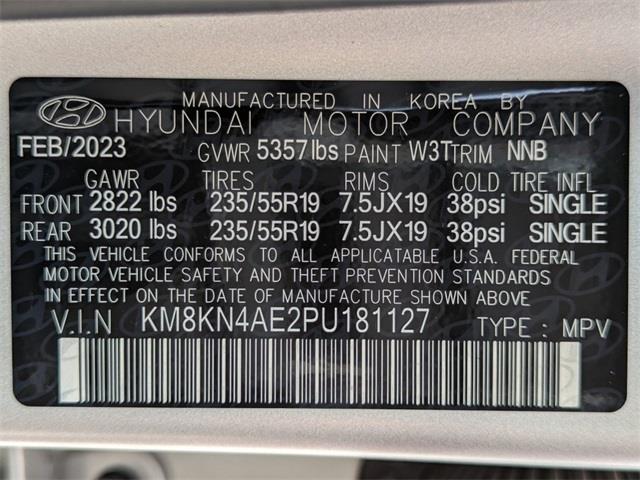 MANUFACTURED IN KOREA BY
HYUNDAI MOTOR COMPANY
FEB/2023 GVWR 5357 lbs PAINT W3T TRIM NNB
GAWR TIRES RIMS COLD TIRE INFL
FRONT 2822 lbs 235/55R19 7.5JX19 38psi SINGLE
REAR 3020 lbs 235/55R19 7.5JX19 38psi SINGLE
THIS VEHICLE CONFORMS TO ALL APPLICATABLE U.S.A. FEDERAL
MOTOR VEHICLE SAFETY AND THEFT PREVENTION STANDARDS
IN EFFECT ON THE DATE OF MANUFACTURE SHOWN ABOVE
V.I.N KM8KN4AE2PU181127 TYPE : MPV